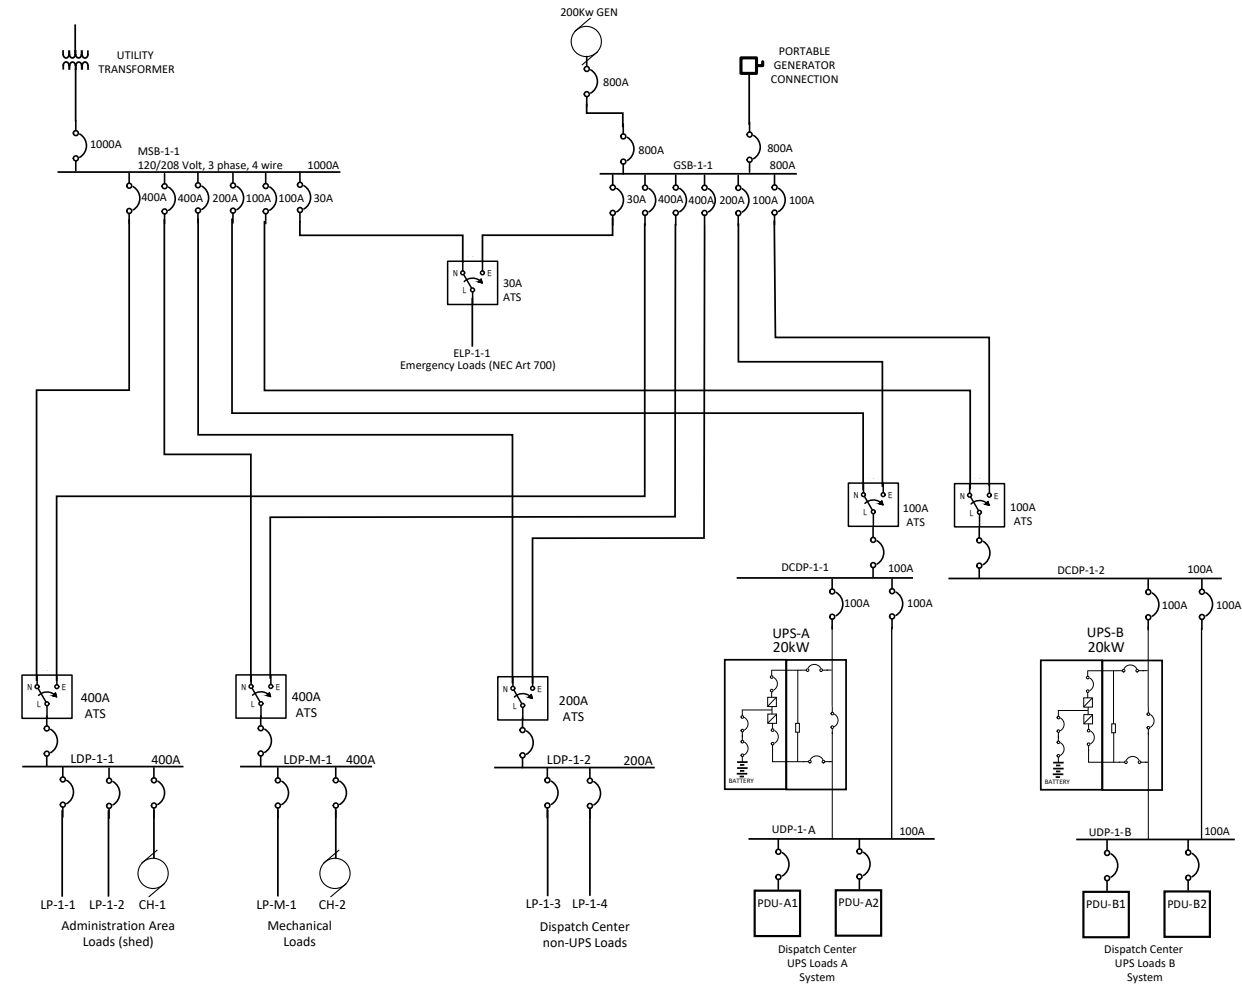 200Kw GEN
UTILITY
TRANSFORMER
PORTABLE
GENERATOR
CONNECTION
800A
1000A
MSB-1-1
120/208 Volt, 3 phase, 4 wire
1000A
800A
GSB-1-1
800A
800A
400A
400A
200A
100A
100A
30A
30A
400A
400A
200A
100A
100A
N
E
L
30A
ATS
ELP-1-1
Emergency Loads (NEC Art 700)
N
E
L
100A
ATS
N
E
L
100A
ATS
DCDP-1-1
100A
DCDP-1-2
100A
100A
100A
100A
100A
UPS-A
20kW
UPS-B
20kW
N
E
L
400A
ATS
N
E
L
400A
ATS
N
E
L
200A
ATS
LDP-1-1
400A
LDP-M-1
400A
LDP-1-2
200A
BATTERY
BATTERY
UDP-1-A
100A
UDP-1-B
100A
LP-1-1
LP-1-2
CH-1
LP-M-1
CH-2
LP-1-3
LP-1-4
PDU-A1
PDU-A2
PDU-B1
PDU-B2
Administration Area
Loads (shed)
Mechanical
Loads
Dispatch Center
non-UPS Loads
Dispatch Center
UPS Loads A
System
Dispatch Center
UPS Loads B
System